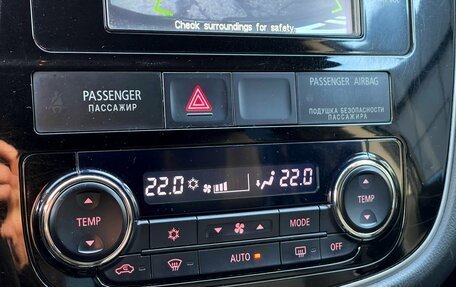 Check surroundings for safety.
PASSENGER
ПАССАЖИР
PASSENGER AIRBAG
ПОДУШКА БЕЗОПАСНОСТИ
ПАССАЖИРА
22.0 22.0
TEMP
TEMP
MODE
AUTO
OFF